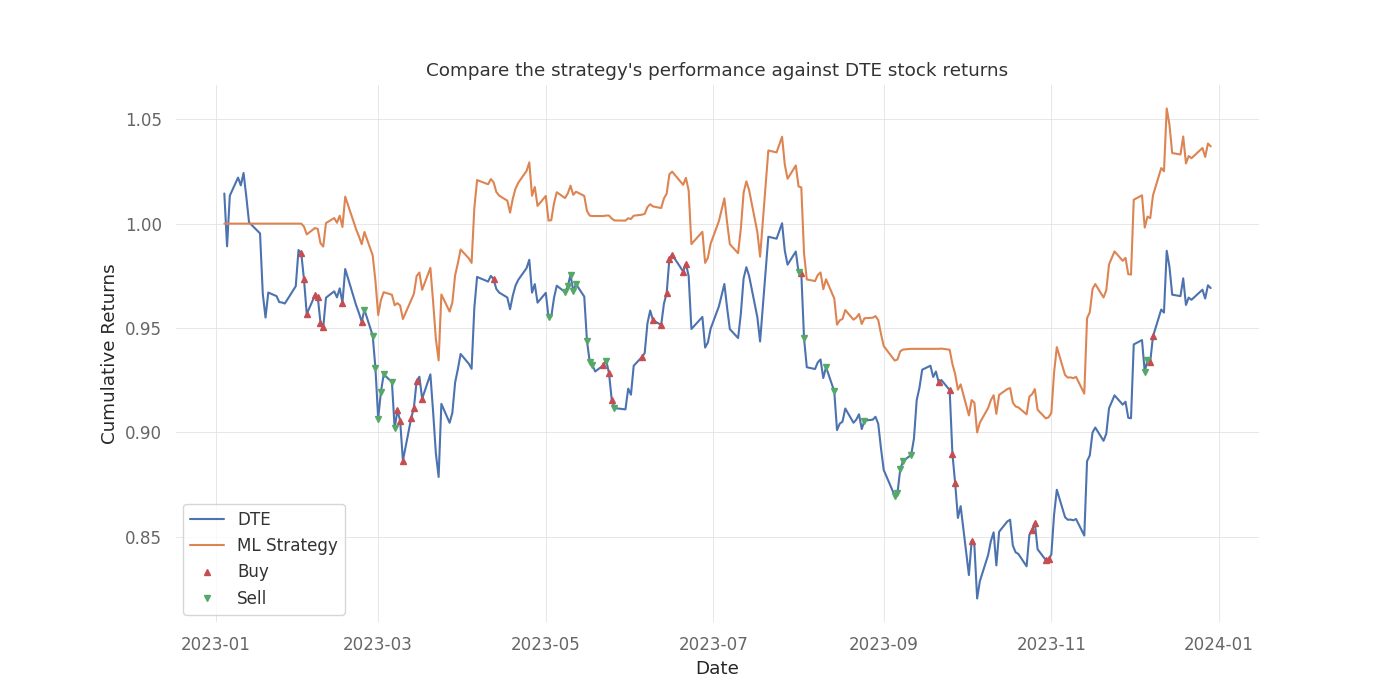 Compare the strategy's performance against DTE stock returns
Cumulative Returns
1.05
1.00
0.95
0.90
0.85
DTE
ML Strategy
Buy
Sell
2023-01 2023-03 2023-05 2023-07 2023-09 2023-11 2024-01
Date